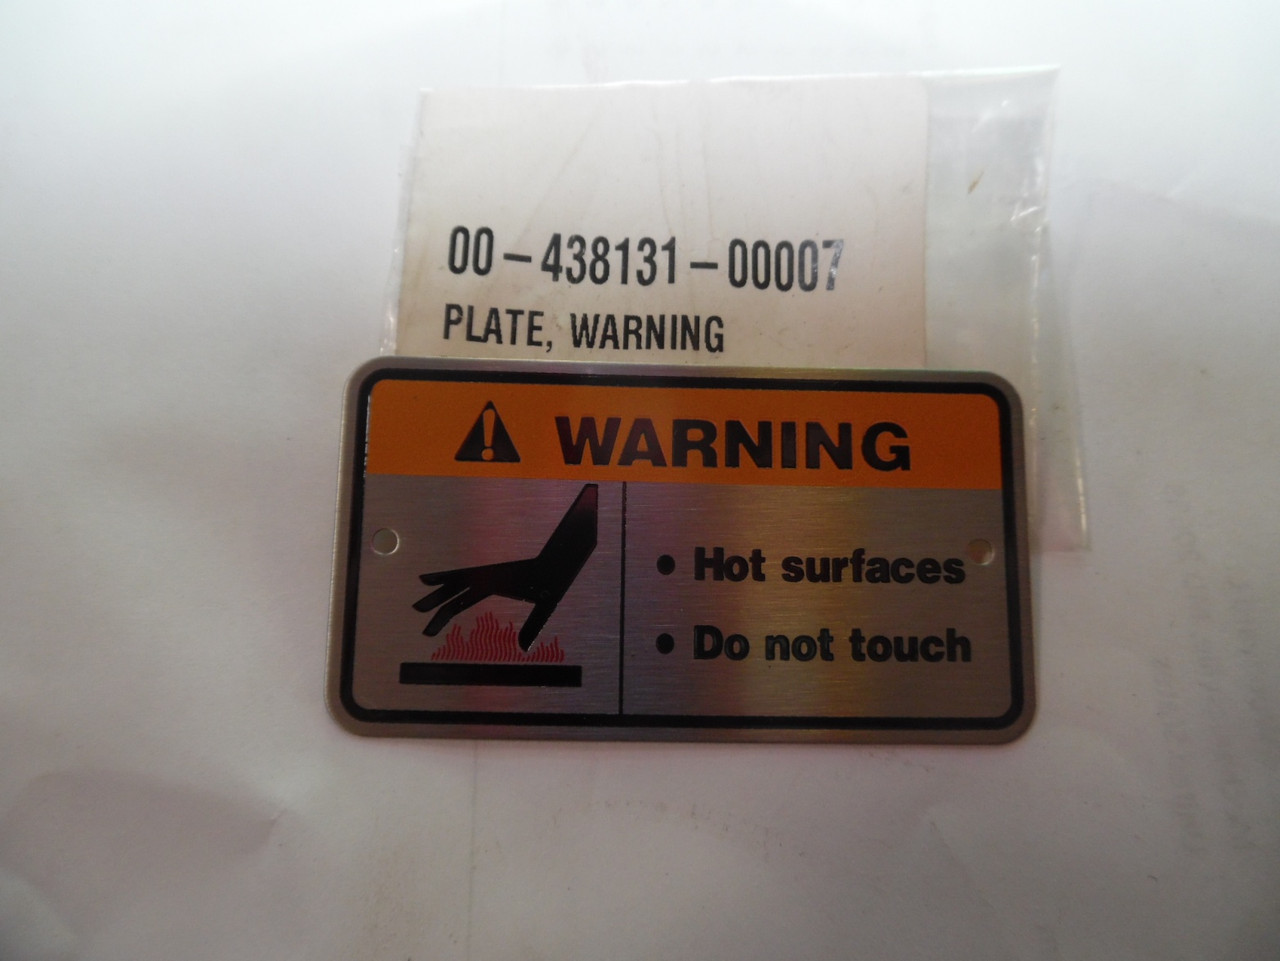 00-438131-00007
PLATE, WARNING
WARNING
• Hot surfaces
• Do not touch